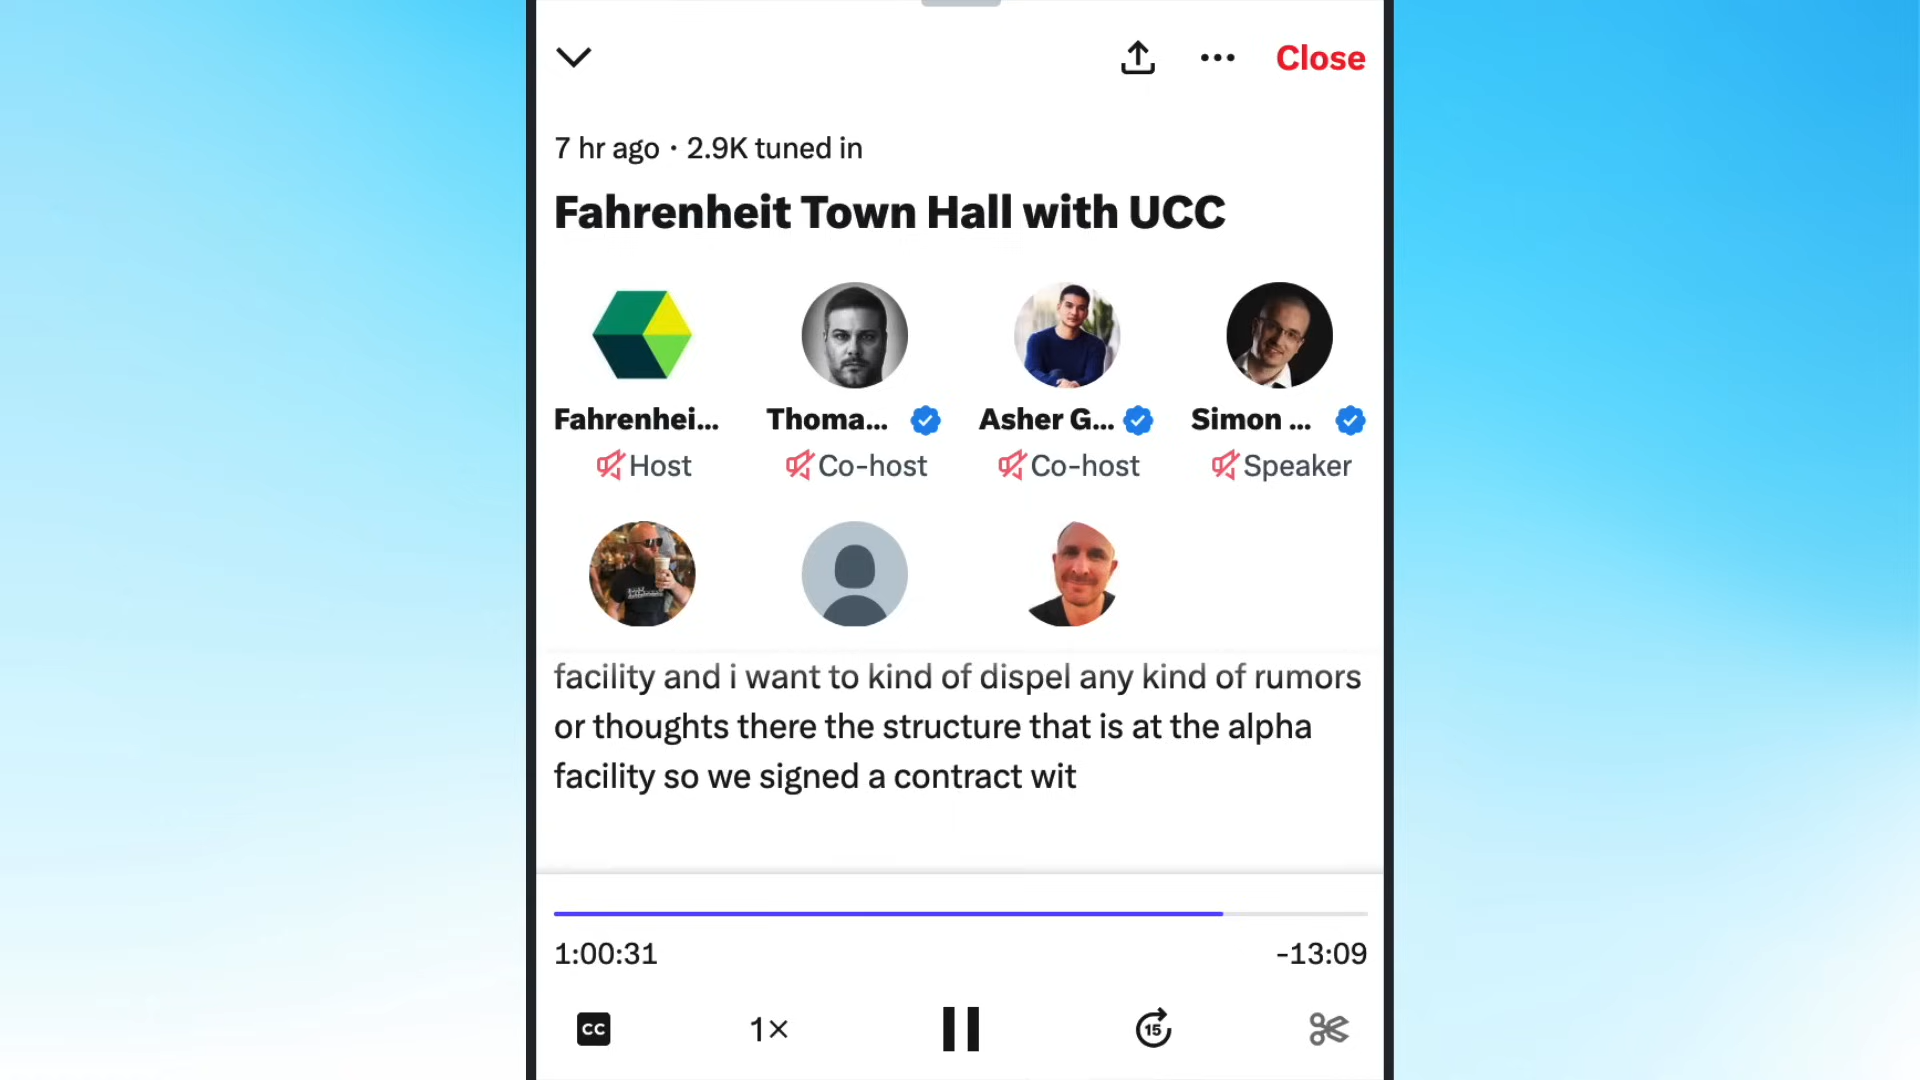 Close
7 hr ago · 2.9K tuned in
Fahrenheit Town Hall with UCC
Fahrenhei... Thoma... Asher G... Simon ...
Host Co-host Co-host Speaker
facility and i want to kind of dispel any kind of rumors
or thoughts there the structure that is at the alpha
facility so we signed a contract wit
1:00:31 -13:09
CC 1× 15